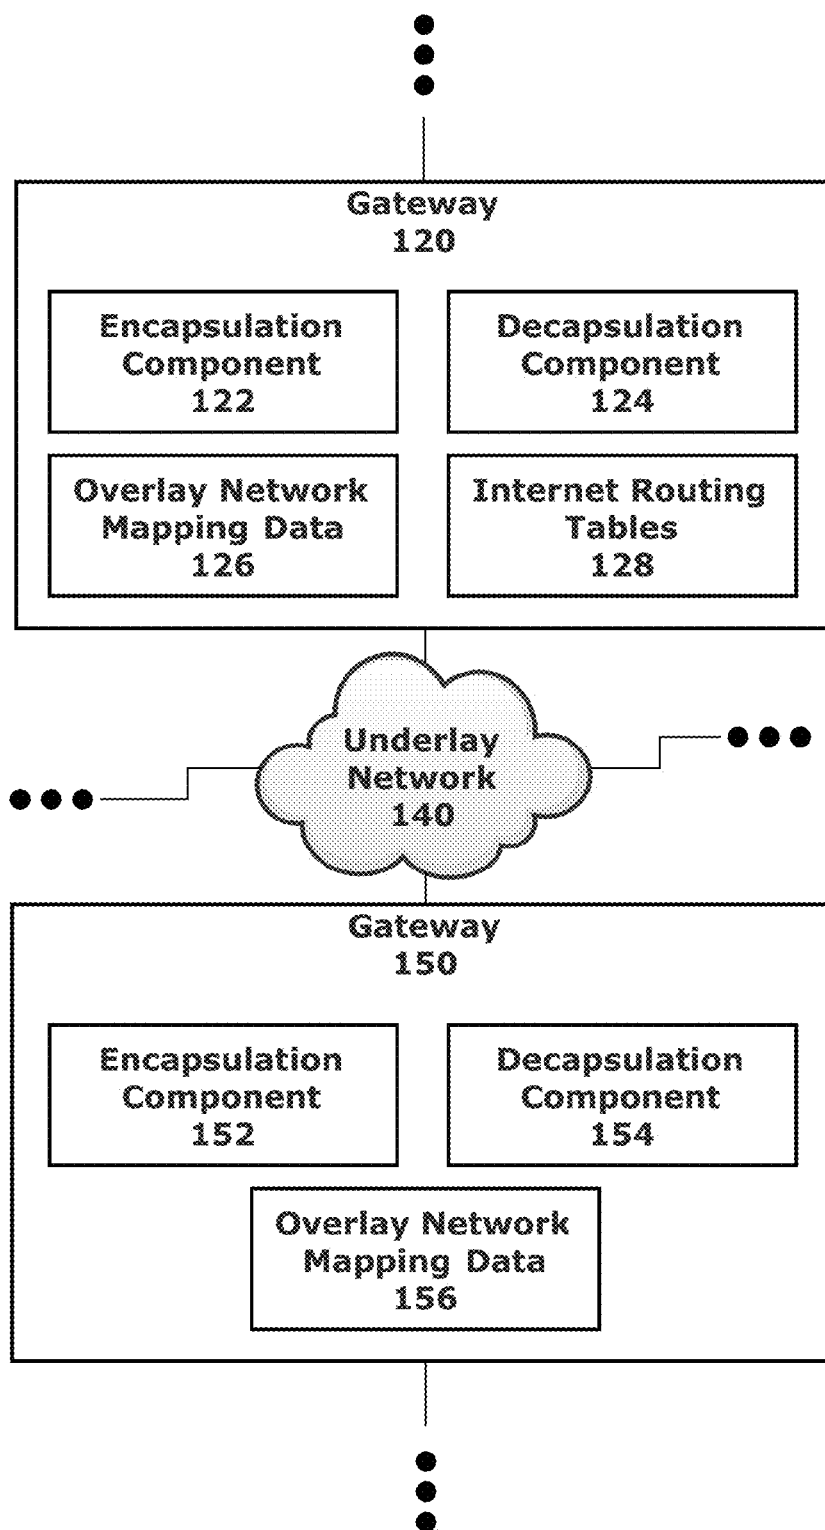 Gateway
120
Encapsulation
Component
122
Decapsulation
Component
124
Overlay Network
Mapping Data
126
Internet Routing
Tables
128
Underlay
Network
140
Gateway
150
Encapsulation
Component
152
Decapsulation
Component
154
Overlay Network
Mapping Data
156